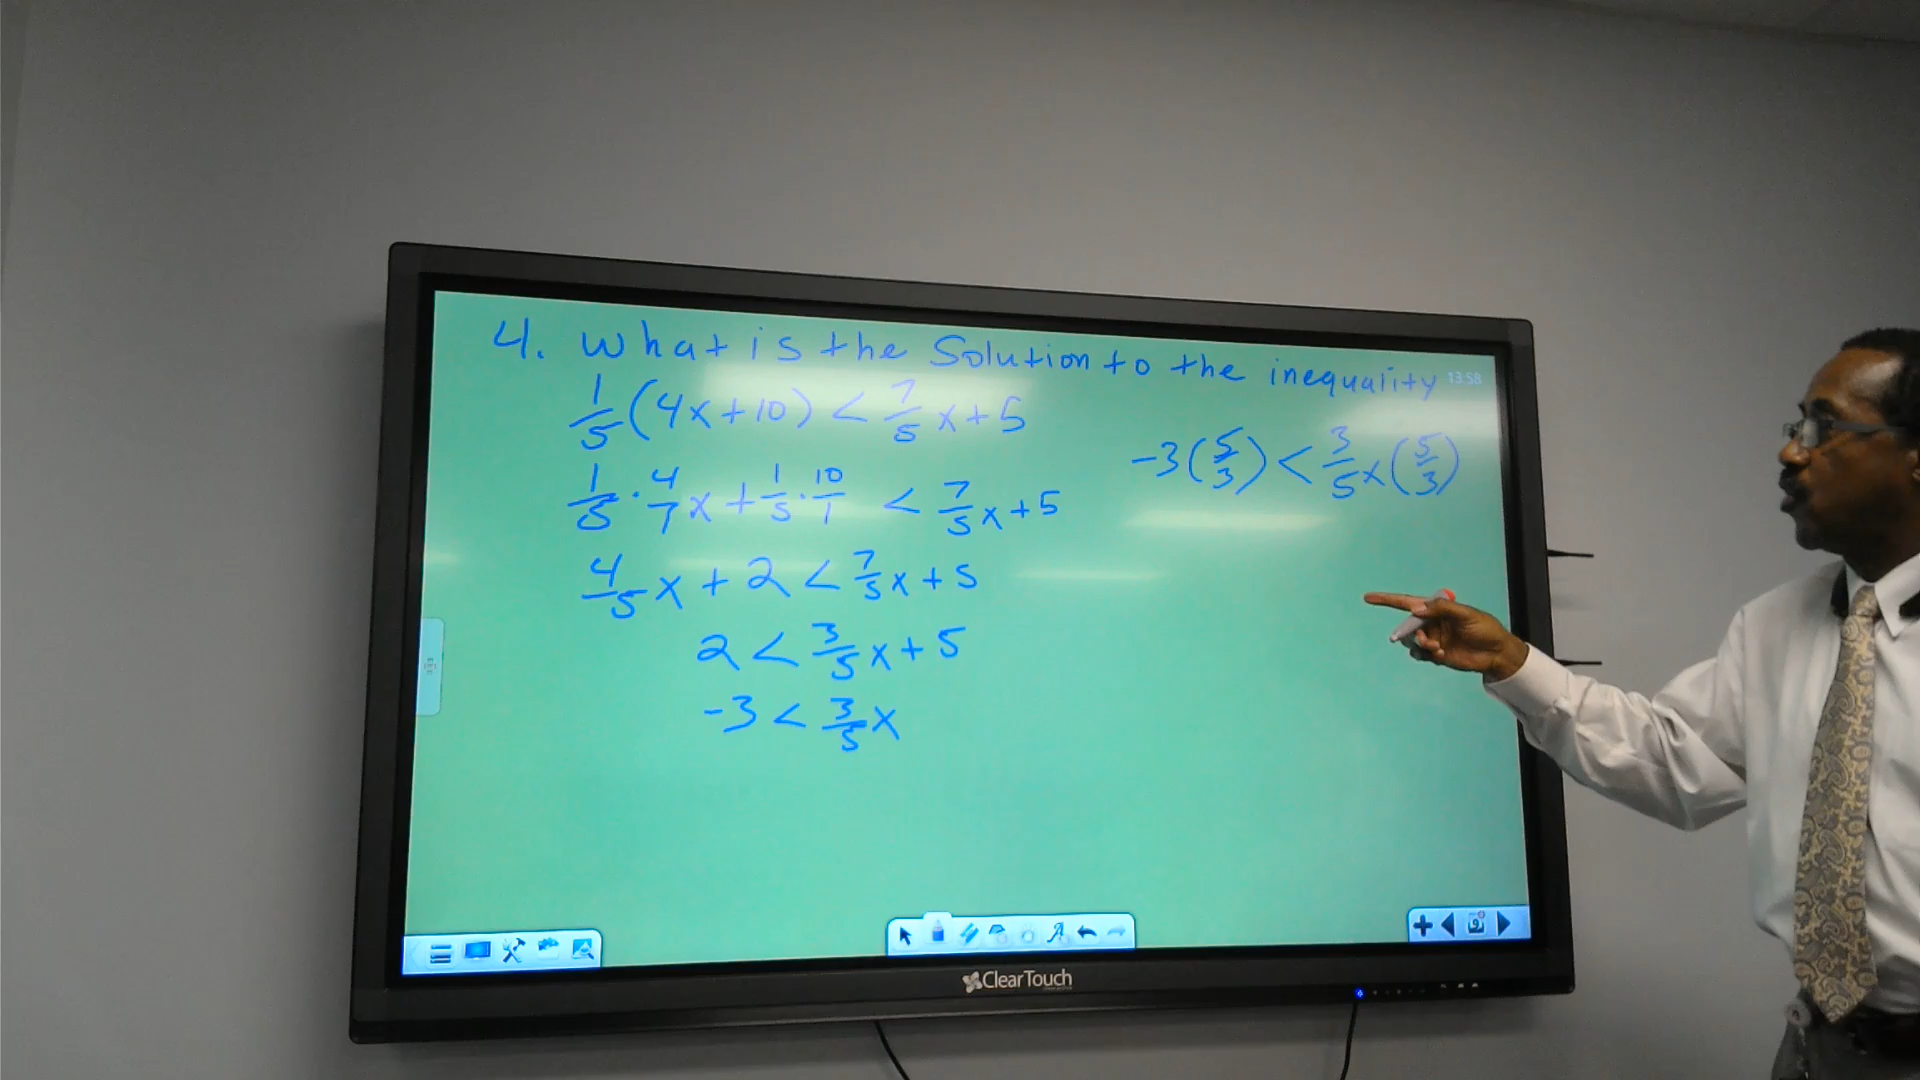 4. What is the Solution to the inequality
13:58
1/5(4x+10) < 7/5x+5
1/5·4/7x+1/5·10/1 < 7/5x+5
4/5x+2 < 7/5x+5
2 < 3/5x+5
-3 < 3/5x
-3(5/3) < 3/5x(5/3)
ClearTouch